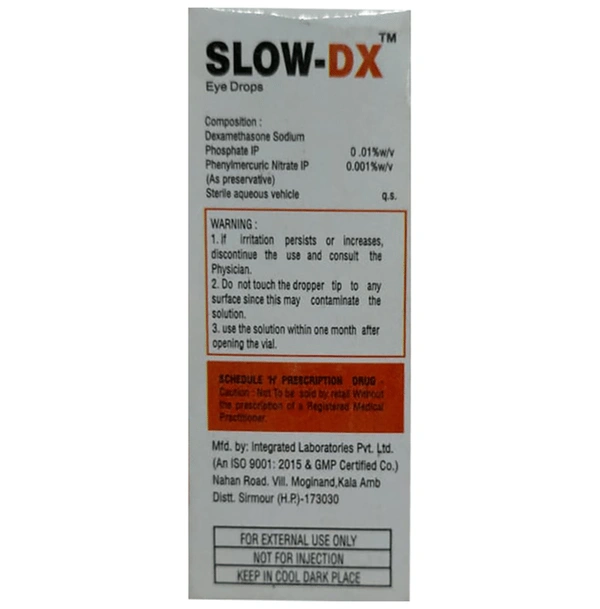 SLOW-DX™
Eye Drops
Composition :
Dexamethasone Sodium
Phosphate IP 0 .01%w/v
Phenylmercuric Nitrate IP 0.001%w/v
(As preservative)
Sterile aqueous vehicle q.s.
WARNING :
1. If irritation persists or increases,
discontinue the use and consult the
Physician.
2. Do not touch the dropper tip to any
surface since this may contaminate the
solution.
3. use the solution within one month after
opening the vial.
SCHEDULE 'H' PRESCRIPTION DRUG -
Caution : Not To be sold by retail Without
the prescription of a Registered Medical
Practitioner.
Mfd. by: Integrated Laboratories Pvt. Ltd.
(An ISO 9001: 2015 & GMP Certified Co.)
Nahan Road. Vill. Moginand,Kala Amb
Distt. Sirmour (H.P.)-173030
FOR EXTERNAL USE ONLY
NOT FOR INJECTION
KEEP IN COOL DARK PLACE